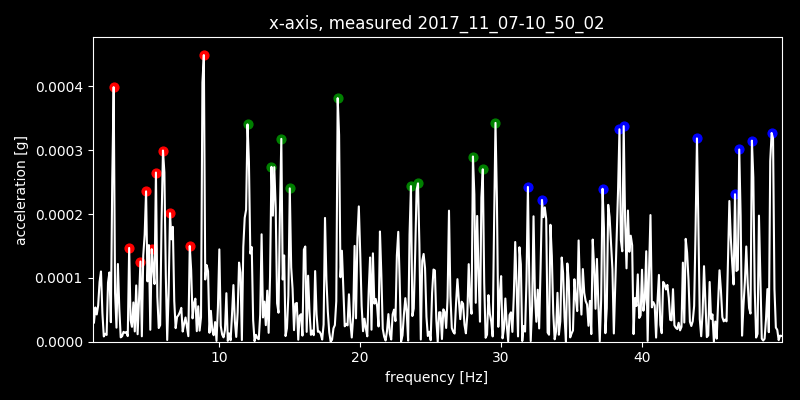 x-axis, measured 2017_11_07-10_50_02
acceleration [g]
0.0004
0.0003
0.0002
0.0001
0.0000
10 20 30 40
frequency [Hz]